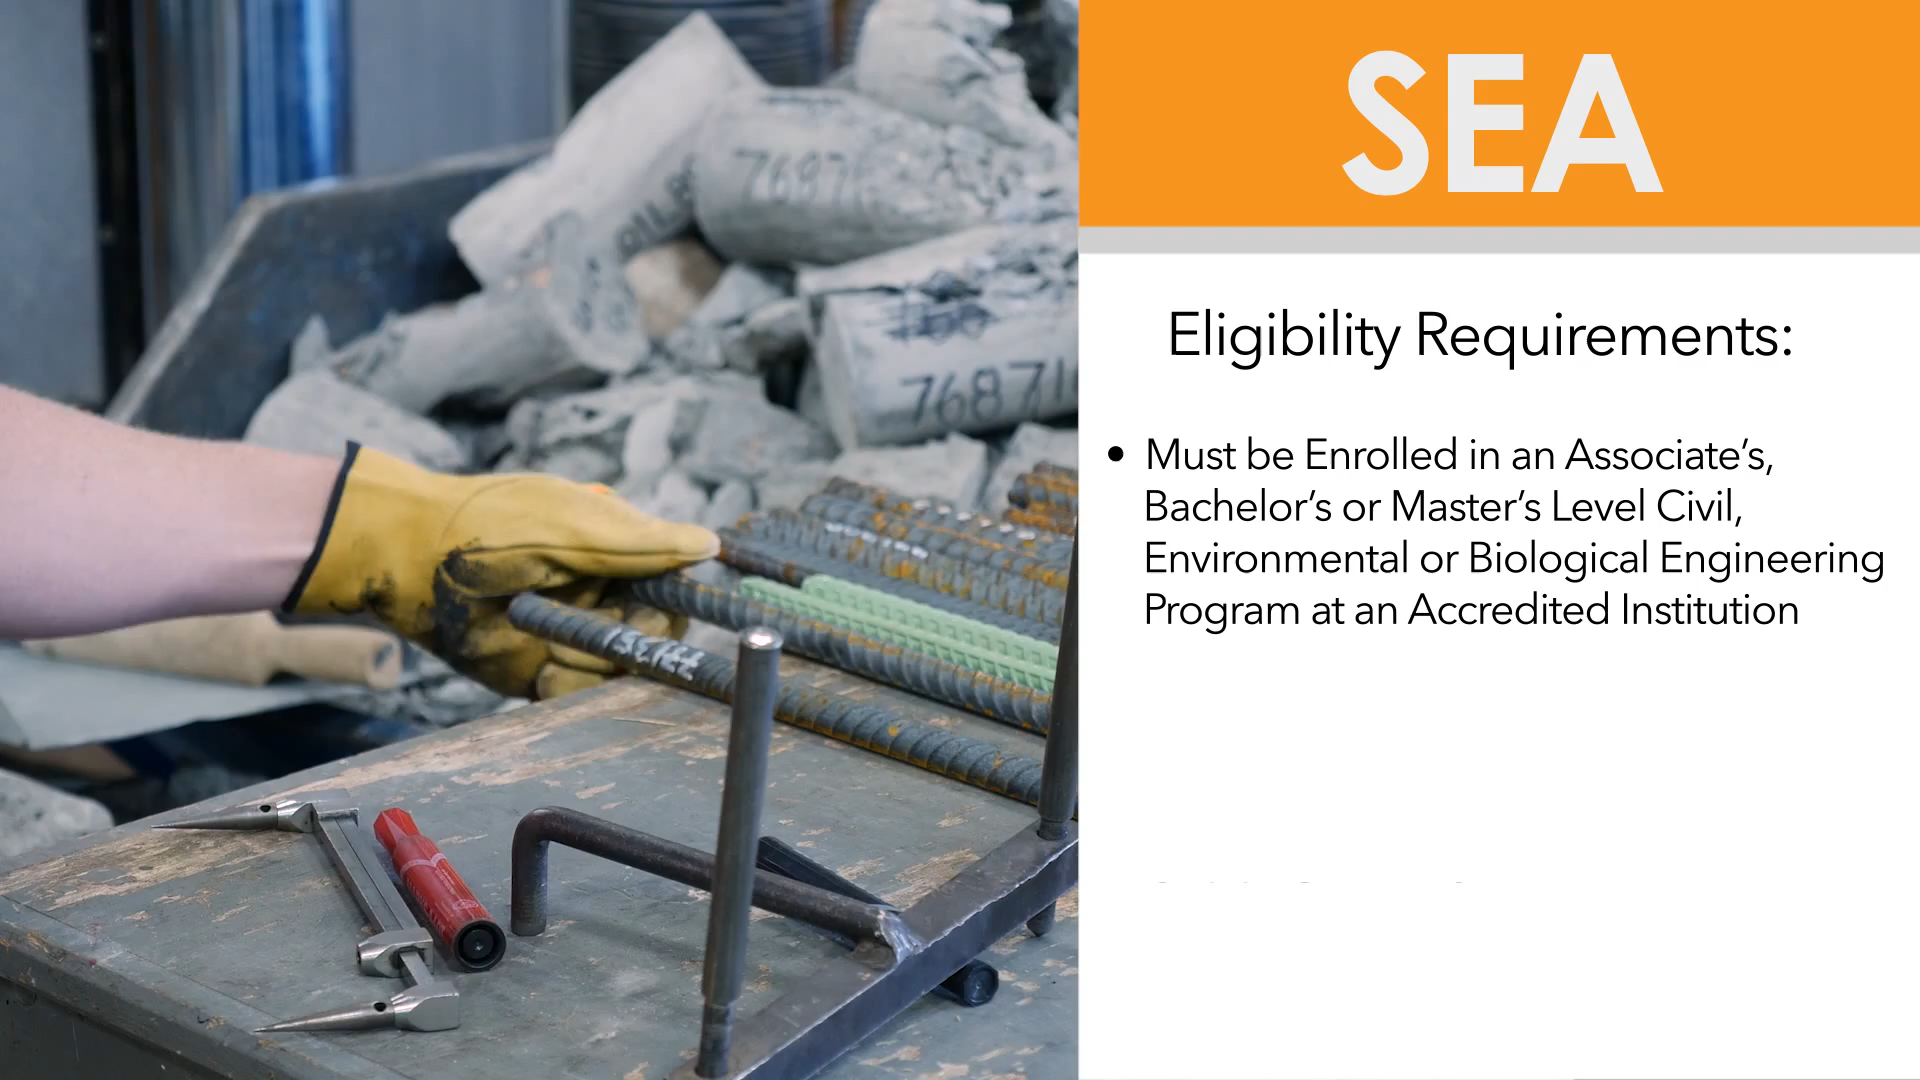 SEA
Eligibility Requirements:
• Must be Enrolled in an Associate’s,
Bachelor’s or Master’s Level Civil,
Environmental or Biological Engineering
Program at an Accredited Institution